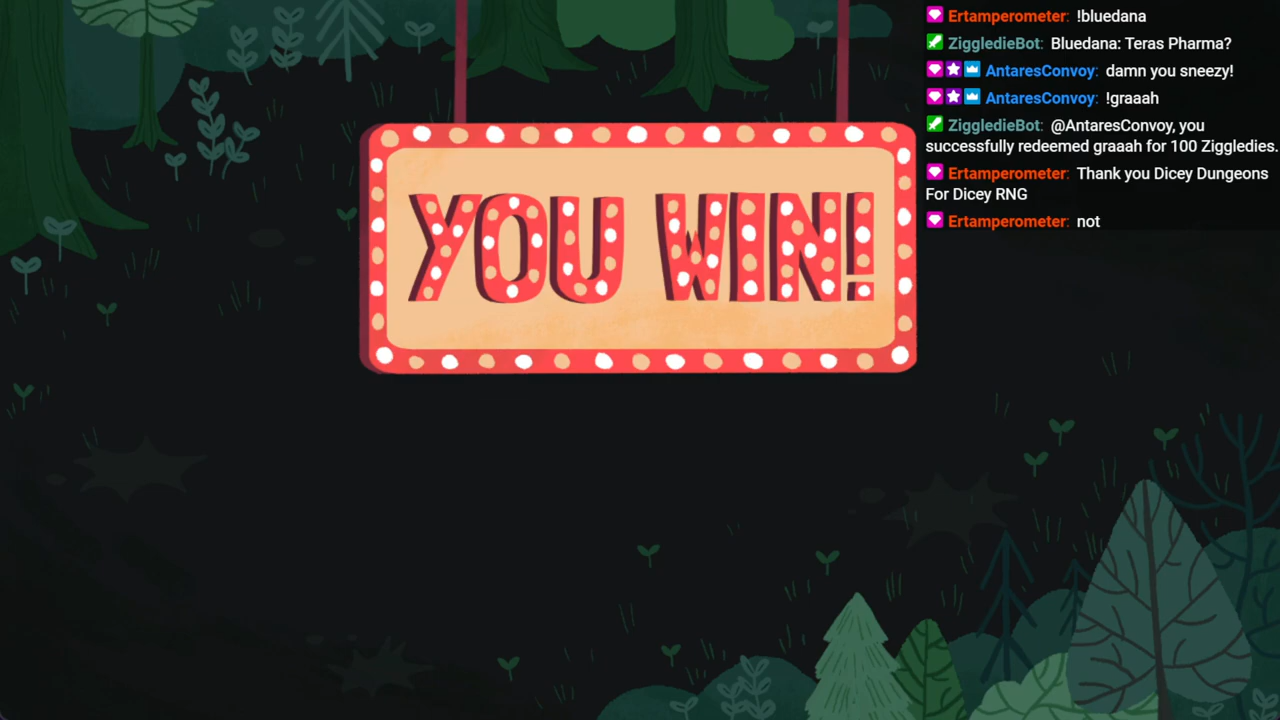 YOU WIN!
Ertamperometer: !bluedana
ZiggledieBot: Bluedana: Teras Pharma?
AntaresConvoy: damn you sneezy!
AntaresConvoy: !graaah
ZiggledieBot: @AntaresConvoy, you
successfully redeemed graaah for 100 Ziggledies.
Ertamperometer: Thank you Dicey Dungeons
For Dicey RNG
Ertamperometer: not